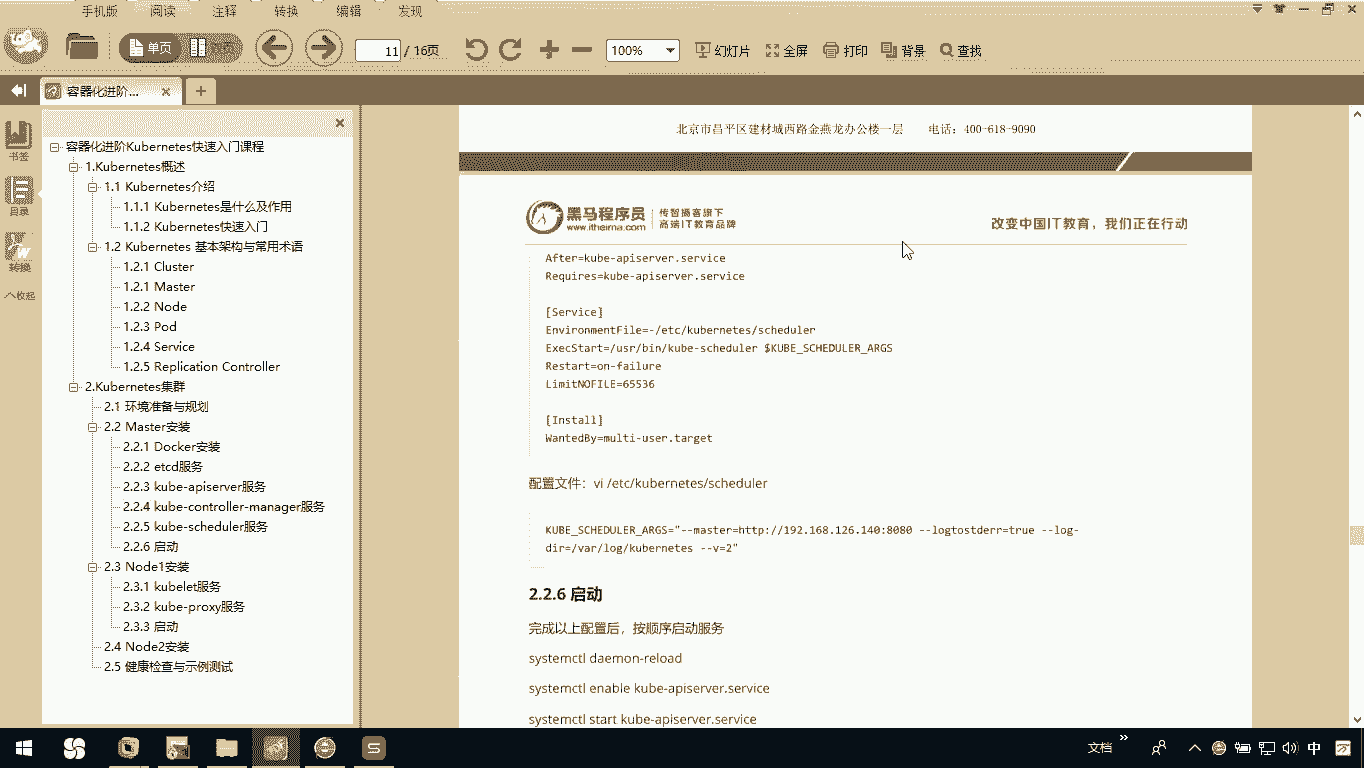 手机版 阅读 注释 转换 编辑 发现
单页 11 / 16页 100% 幻灯片 全屏 打印 背景 查找
容器化进阶...
书签
目录
转换
收起
容器化进阶Kubernetes快速入门课程
1.Kubernetes概述
1.1 Kubernetes介绍
1.1.1 Kubernetes是什么及作用
1.1.2 Kubernetes快速入门
1.2 Kubernetes 基本架构与常用术语
1.2.1 Cluster
1.2.1 Master
1.2.2 Node
1.2.3 Pod
1.2.4 Service
1.2.5 Replication Controller
2.Kubernetes集群
2.1 环境准备与规划
2.2 Master安装
2.2.1 Docker安装
2.2.2 etcd服务
2.2.3 kube-apiserver服务
2.2.4 kube-controller-manager服务
2.2.5 kube-scheduler服务
2.2.6 启动
2.3 Node1安装
2.3.1 kubelet服务
2.3.2 kube-proxy服务
2.3.3 启动
2.4 Node2安装
2.5 健康检查与示例测试
北京市昌平区建材城西路金燕龙办公楼一层 电话：400-618-9090
黑马程序员
www.itheima.com
传智播客旗下
高端IT教育品牌
改变中国IT教育，我们正在行动
After=kube-apiserver.service
Requires=kube-apiserver.service
[Service]
EnvironmentFile=-/etc/kubernetes/scheduler
ExecStart=/usr/bin/kube-scheduler $KUBE_SCHEDULER_ARGS
Restart=on-failure
LimitNOFILE=65536
[Install]
WantedBy=multi-user.target
配置文件：vi /etc/kubernetes/scheduler
KUBE_SCHEDULER_ARGS="--master=http://192.168.126.140:8080 --logtostderr=true --log-
dir=/var/log/kubernetes --v=2"
2.2.6 启动
完成以上配置后，按顺序启动服务
systemctl daemon-reload
systemctl enable kube-apiserver.service
systemctl start kube-apiserver.service
文档 中